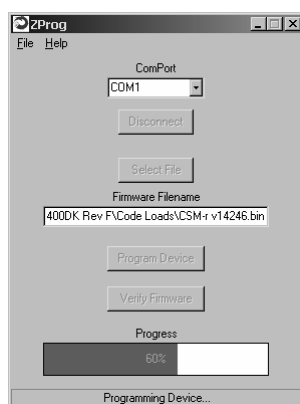 ZProg
File Help
ComPort
COM1
Disconnect
Select File
Firmware Filename
400DK Rev F\Code Loads\CSM-r v14246.bin
Program Device
Verify Firmware
Progress
60%
Programming Device...